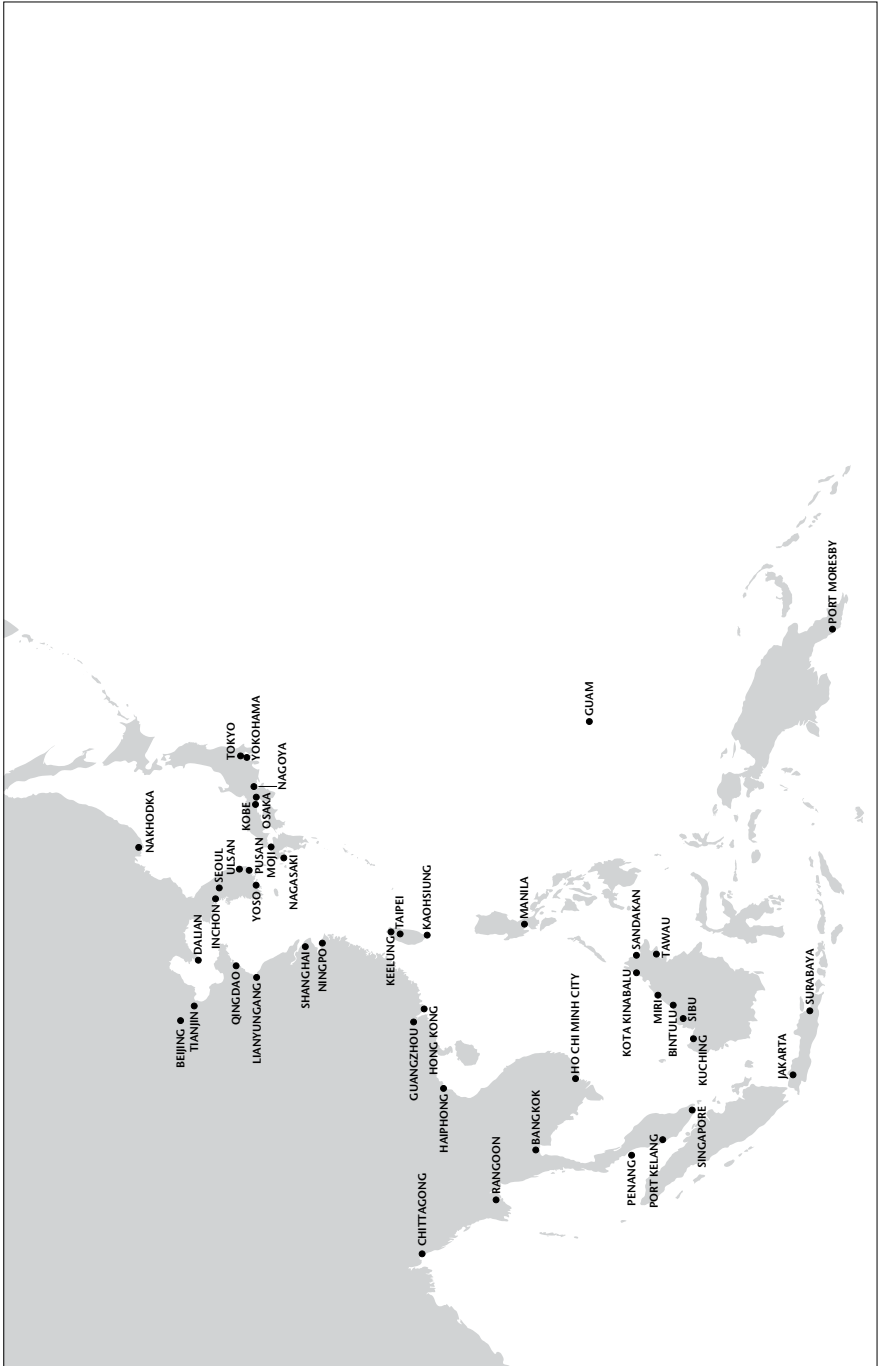 NAKHODKA
BEIJING
TIANJIN
DALIAN
INCHON
SEOUL
ULSAN
PUSAN
YOSO
MOJI
NAGASAKI
KOBE
OSAKA
NAGOYA
TOKYO
YOKOHAMA
QINGDAO
LIANYUNGANG
SHANGHAI
NINGPO
KEELUNG
TAIPEI
KAOHSIUNG
GUANGZHOU
HONG KONG
HAIPHONG
CHITTAGONG
RANGOON
BANGKOK
HO CHI MINH CITY
MANILA
GUAM
PENANG
PORT KELANG
SINGAPORE
KOTA KINABALU
SANDAKAN
TAWAU
MIRI
BINTULU
SIBU
KUCHING
JAKARTA
SURABAYA
PORT MORESBY